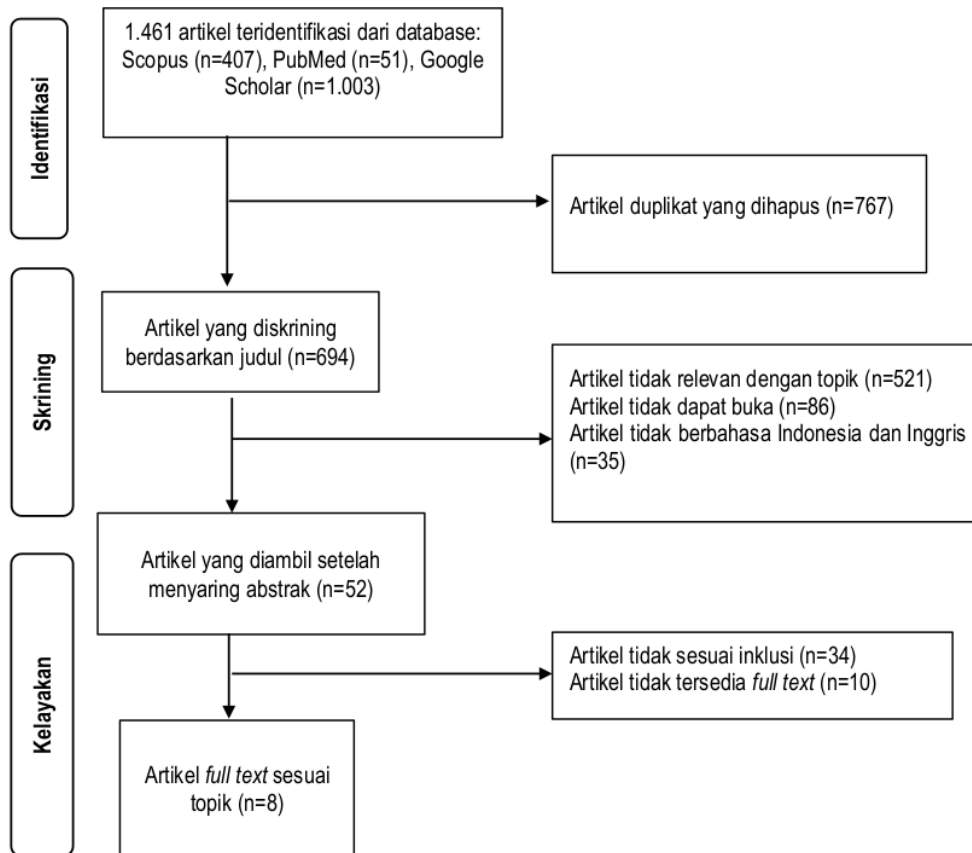 Identifikasi
1.461 artikel teridentifikasi dari database:
Scopus (n=407), PubMed (n=51), Google
Scholar (n=1.003)
Artikel duplikat yang dihapus (n=767)
Skrining
Artikel yang diskrining
berdasarkan judul (n=694)
Artikel tidak relevan dengan topik (n=521)
Artikel tidak dapat buka (n=86)
Artikel tidak berbahasa Indonesia dan Inggris
(n=35)
Artikel yang diambil setelah
menyaring abstrak (n=52)
Kelayakan
Artikel tidak sesuai inklusi (n=34)
Artikel tidak tersedia full text (n=10)
Artikel full text sesuai
topik (n=8)